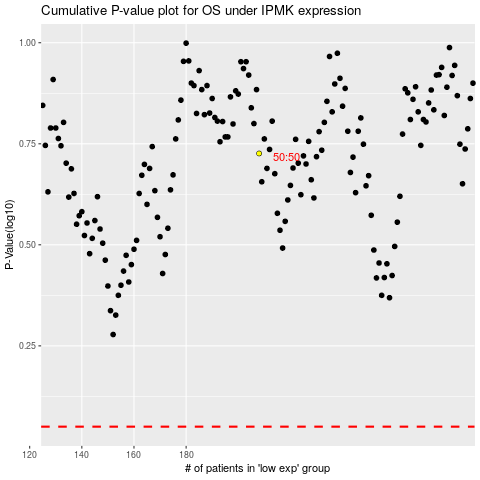 Cumulative P-value plot for OS under IPMK expression
P-Value(log10)
1.00
0.75
0.50
0.25
50:50
120 140 160 180
# of patients in 'low exp' group